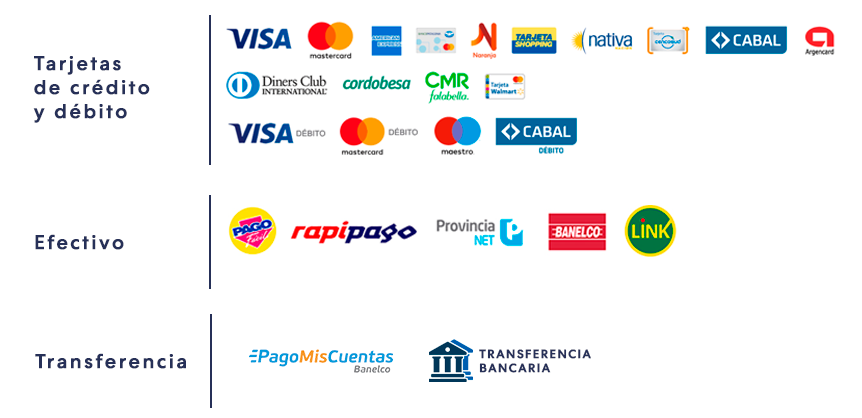 Tarjetas
de crédito
y débito
VISA
mastercard
AMERICAN
EXPRESS
Naranja
TARJETA
SHOPPING
nativa
cencosud
CABAL
Argencard
Diners Club
INTERNATIONAL
cordobesa
CMR
falabella.
Tarjeta
Walmart
VISA DÉBITO
mastercard
DÉBITO
maestro
CABAL
DÉBITO
Efectivo
PAGO
fácil
rapipago
Provincia
NET
BANELCO
LINK
Transferencia
PagoMisCuentas
Banelco
TRANSFERENCIA
BANCARIA